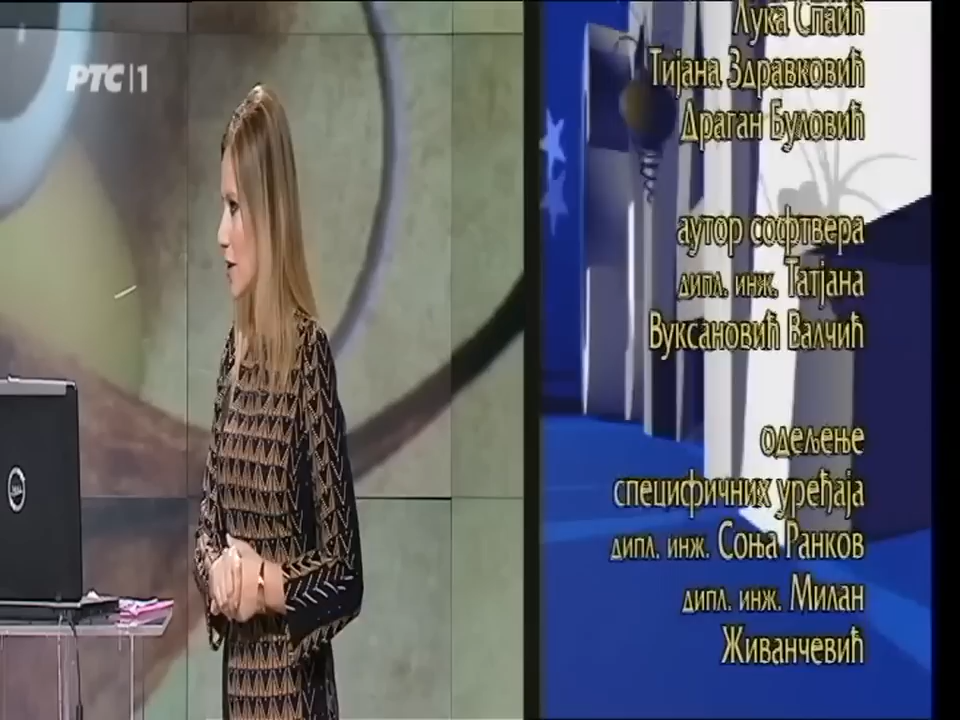 РТС|1
Лука Спаић
Тијана Здравковић
Драган Буловић
аутор софтвера
дипл. инж. Татјана
Вуксановић Валчић
одељење
специфичних уређаја
дипл. инж. Соња Ранков
дипл. инж. Милан
Живанчевић